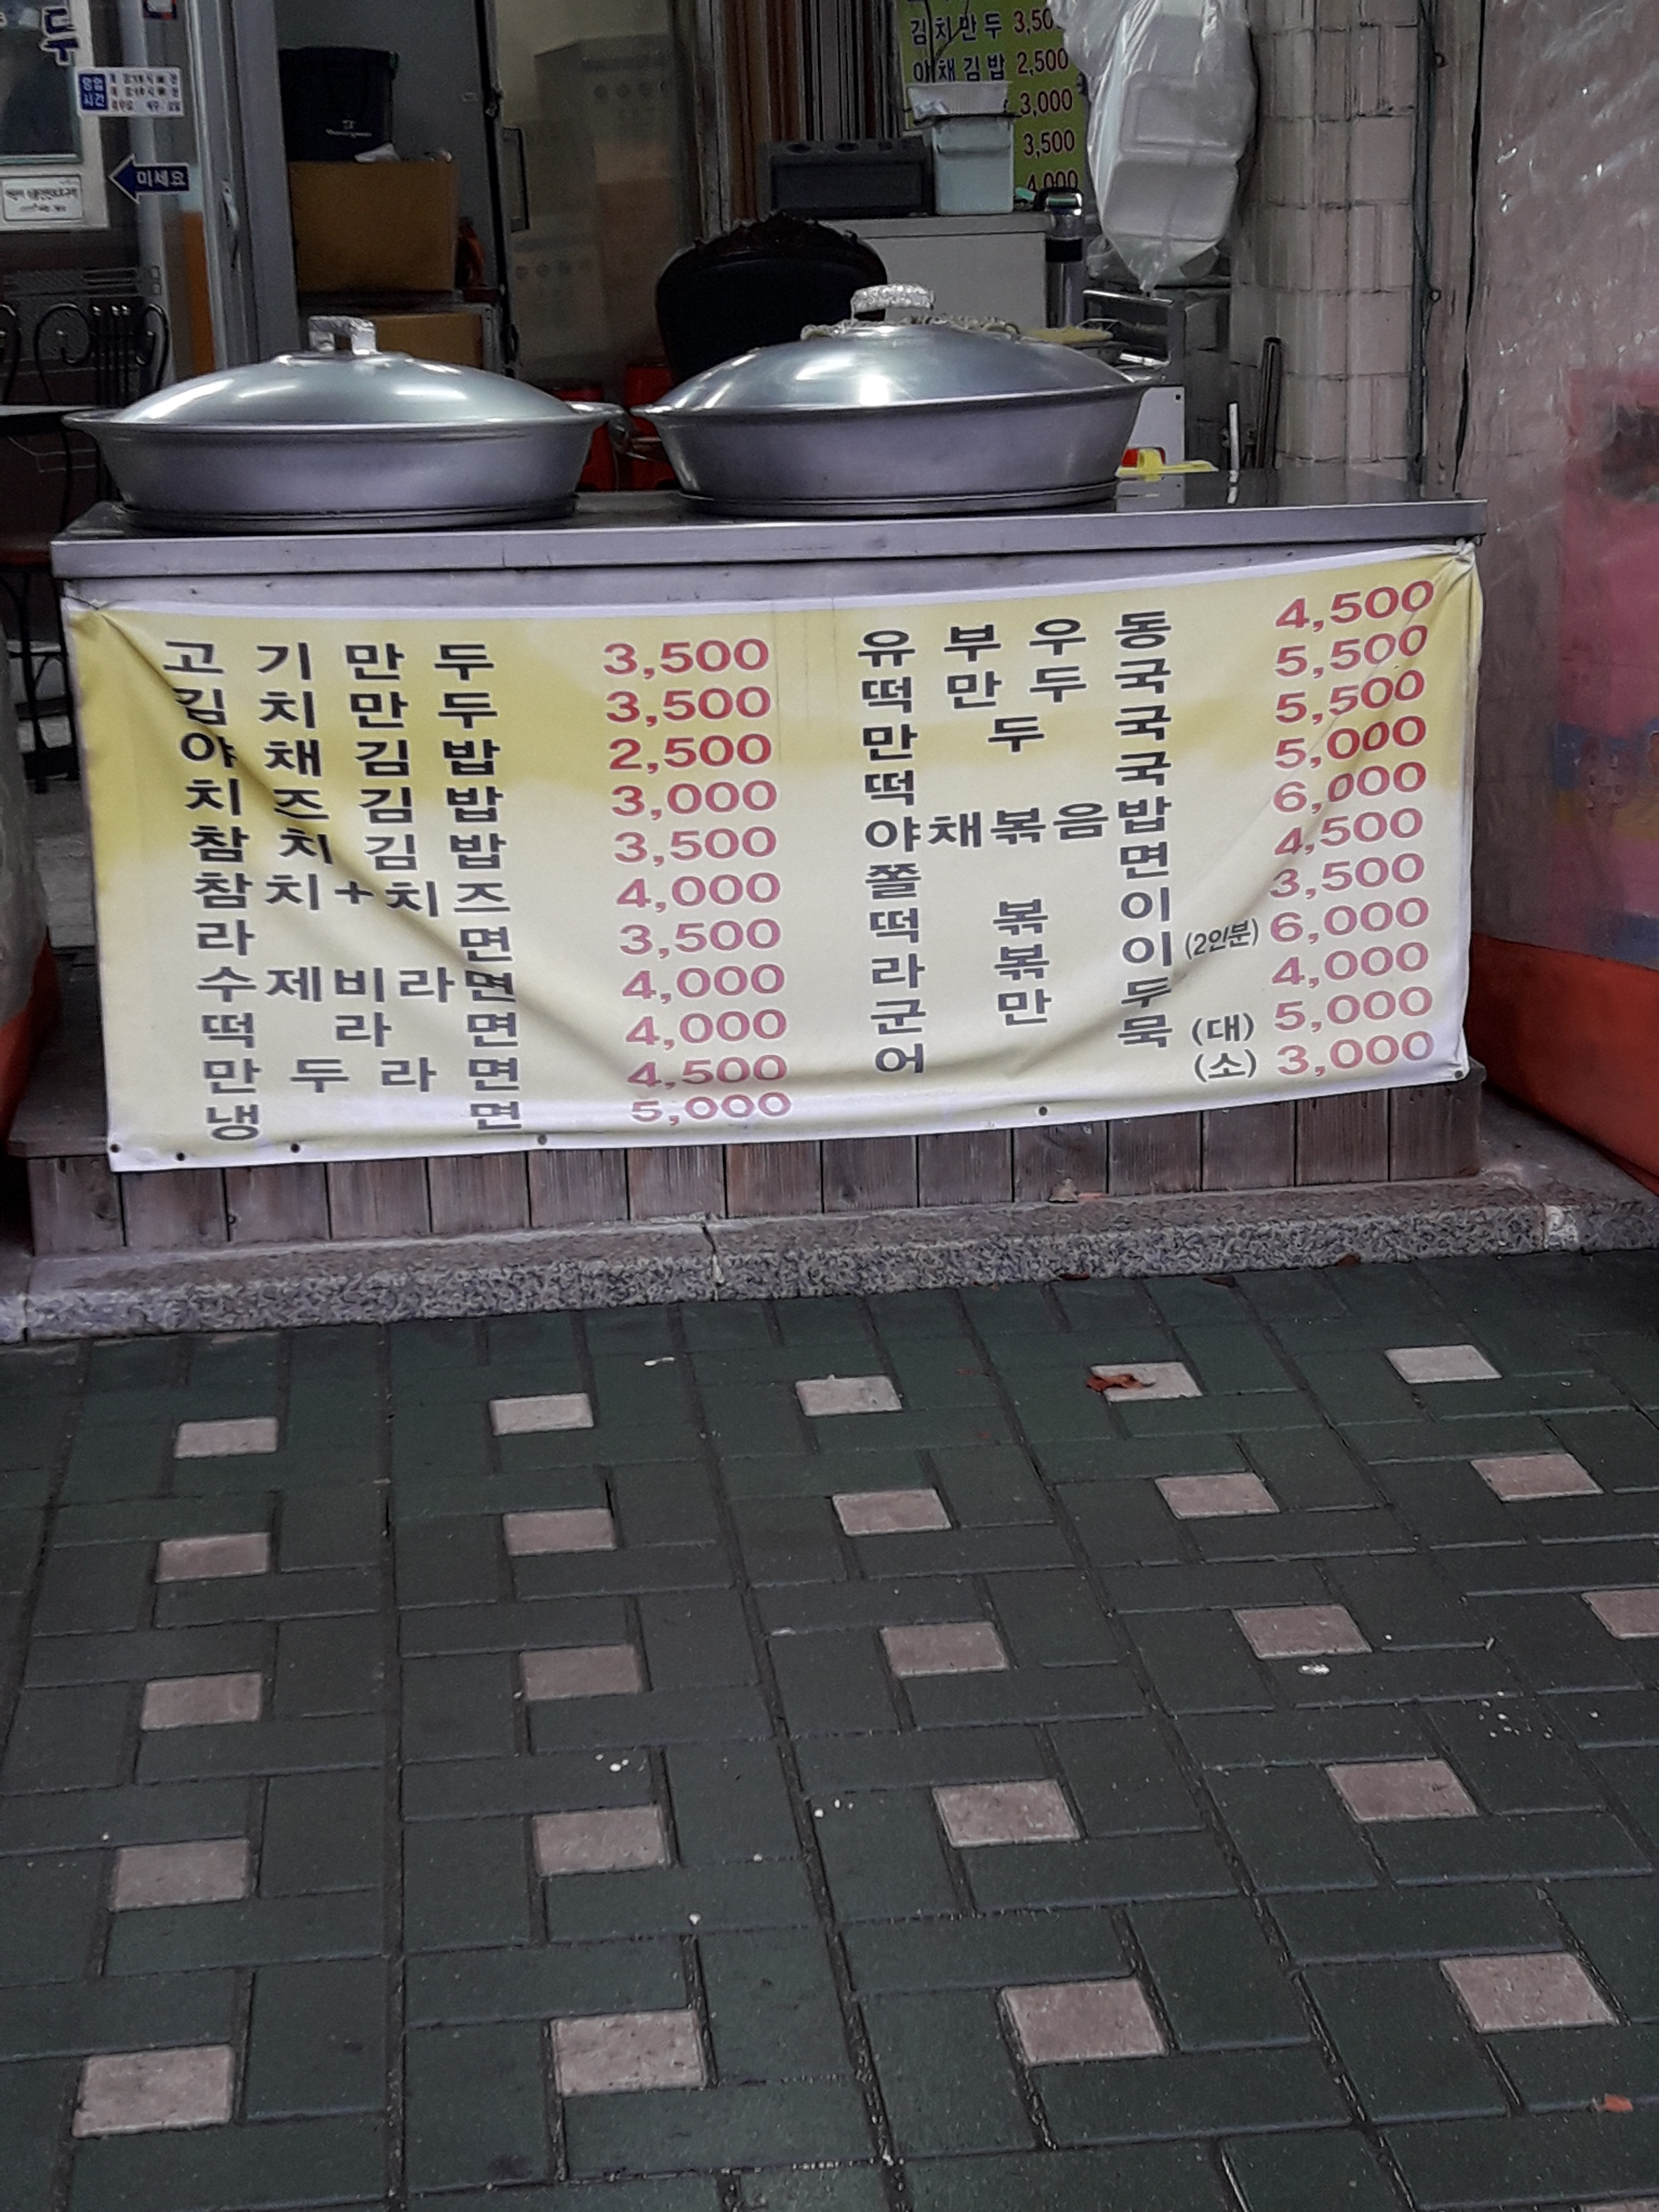 두
영업
시간
미세요
김치만두 3,500
야채김밥 2,500
3,000
3,500
4,000
고기만두 3,500
김치만두 3,500
야채김밥 2,500
치즈김밥 3,000
참치김밥 3,500
참치+치즈 4,000
라면 3,500
수제비라면 4,000
떡라면 4,000
만두라면 4,500
냉면 5,000
유부우동 4,500
떡만두국 5,500
만두국 5,500
떡국 5,000
야채볶음밥 6,000
쫄면 4,500
떡볶이 3,500
라볶이 (2인분) 6,000
군만두 4,000
어묵 (대) 5,000
(소) 3,000